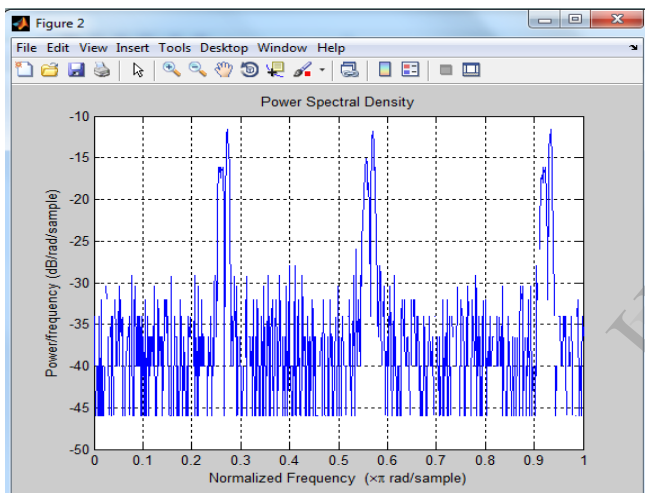 Figure 2
File Edit View Insert Tools Desktop Window Help
Power Spectral Density
Power/frequency (dB/rad/sample)
-10
-15
-20
-25
-30
-35
-40
-45
-50
0 0.1 0.2 0.3 0.4 0.5 0.6 0.7 0.8 0.9 1
Normalized Frequency (×π rad/sample)